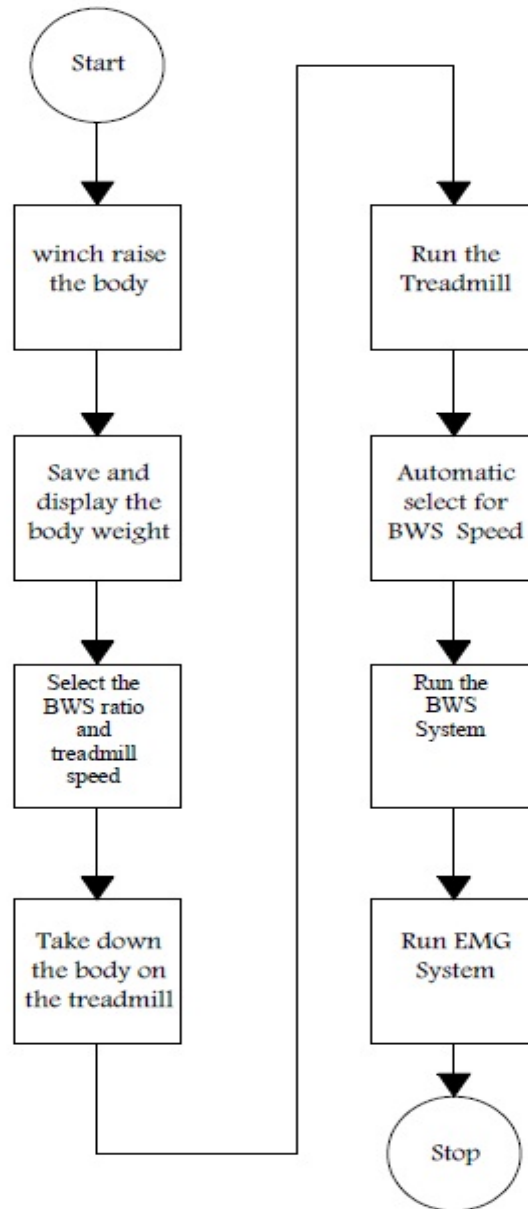 Start
winch raise
the body
Save and
display the
body weight
Select the
BWS ratio
and
treadmill
speed
Take down
the body on
the treadmill
Run the
Treadmill
Automatic
select for
BWS Speed
Run the
BWS
System
Run EMG
System
Stop